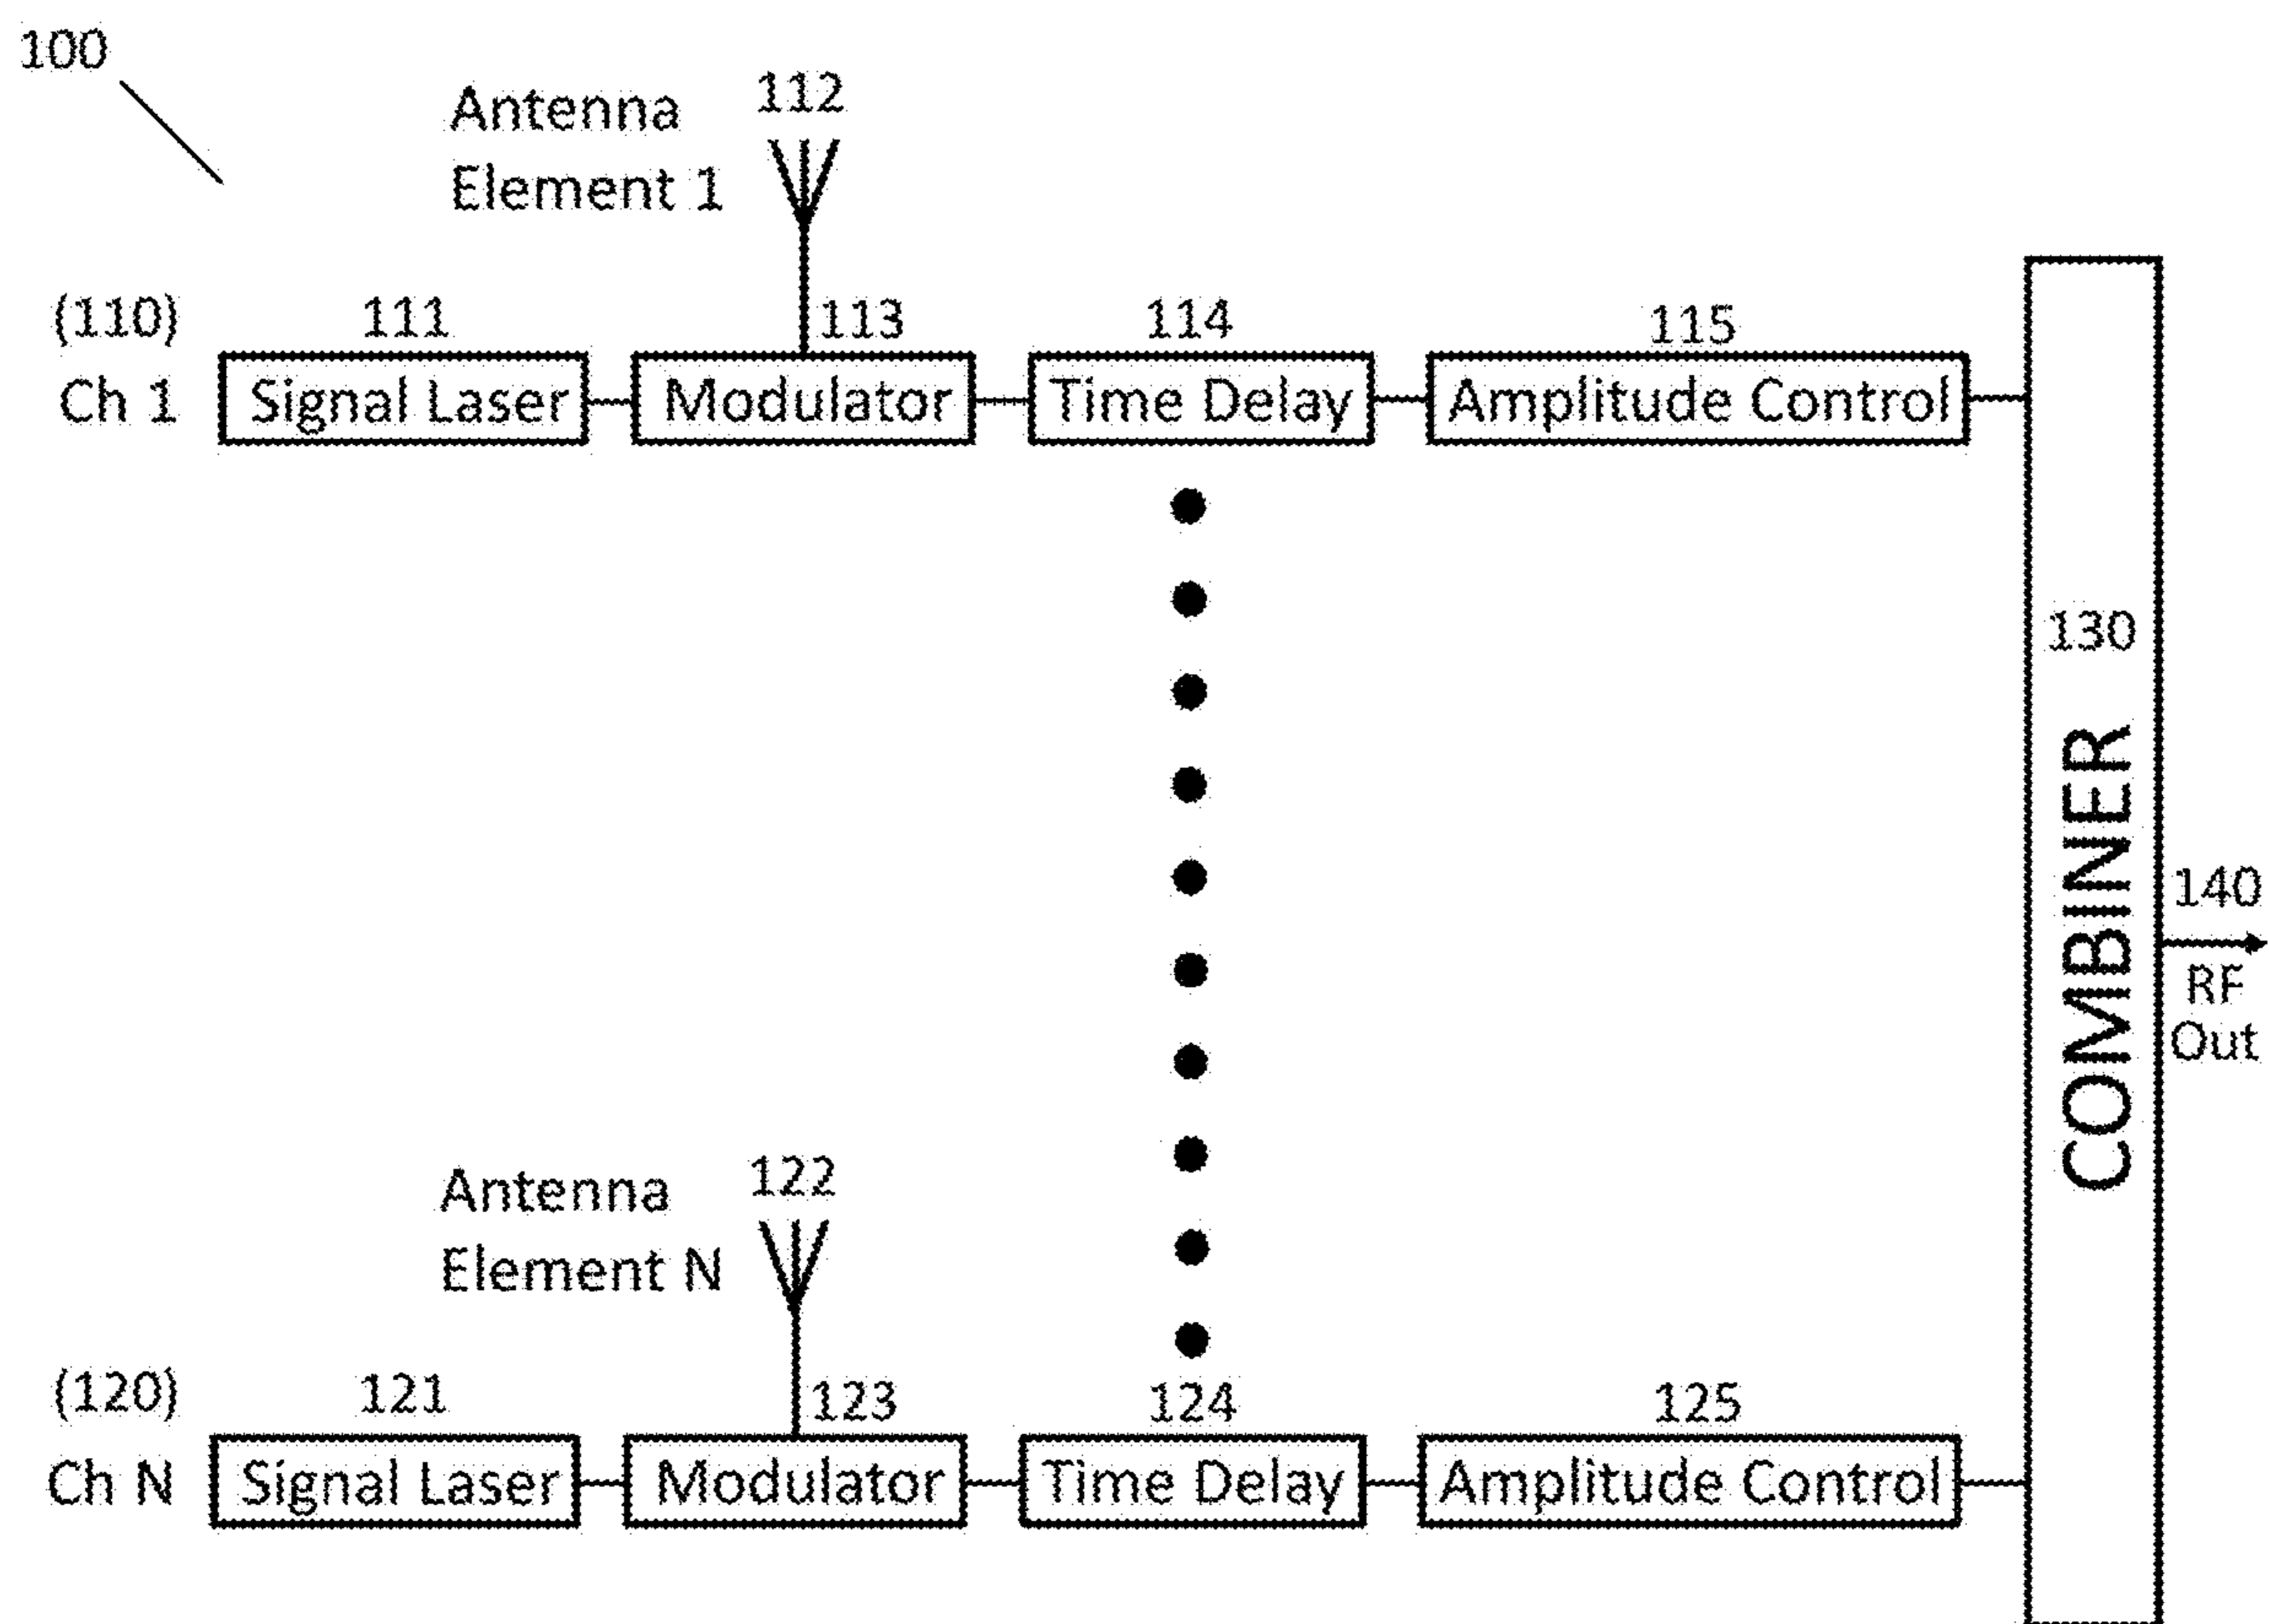 100
Antenna
Element 1
112
(110)
Ch 1
111
Signal Laser
113
Modulator
114
Time Delay
115
Amplitude Control
130
COMBINER
140
RF
Out
Antenna
Element N
122
(120)
Ch N
121
Signal Laser
123
Modulator
124
Time Delay
125
Amplitude Control